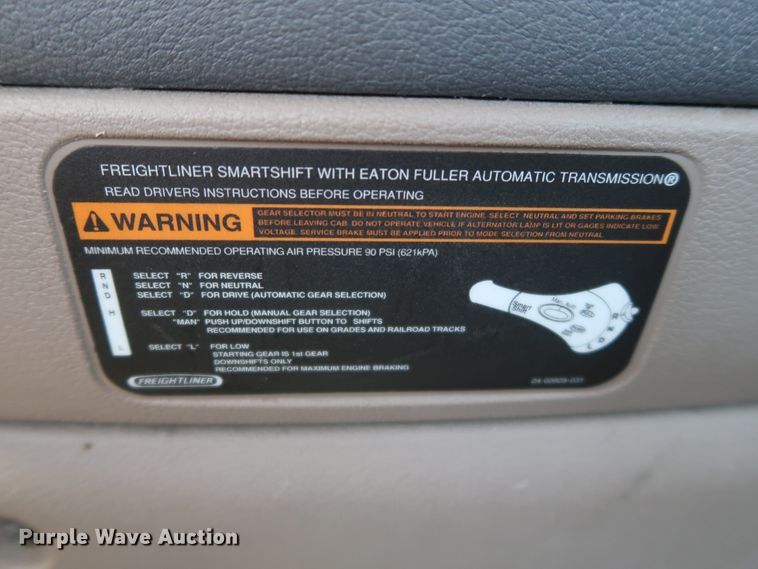 FREIGHTLINER SMARTSHIFT WITH EATON FULLER AUTOMATIC TRANSMISSION®
READ DRIVERS INSTRUCTIONS BEFORE OPERATING
WARNING
GEAR SELECTOR MUST BE IN NEUTRAL TO START ENGINE. SELECT NEUTRAL AND SET PARKING BRAKES
BEFORE LEAVING CAB. DO NOT OPERATE VEHICLE IF ALTERNATOR LAMP IS LIT OR GAGES INDICATE LOW
VOLTAGE. SERVICE BRAKE MUST BE APPLIED PRIOR TO MODE SELECTION FROM NEUTRAL.
MINIMUM RECOMMENDED OPERATING AIR PRESSURE 90 PSI (621kPA)
R
N
D
H
L
SELECT "R" FOR REVERSE
SELECT "N" FOR NEUTRAL
SELECT "D" FOR DRIVE (AUTOMATIC GEAR SELECTION)
SELECT "D" FOR HOLD (MANUAL GEAR SELECTION)
"MAN" PUSH UP/DOWNSHIFT BUTTON TO SHIFTS
RECOMMENDED FOR USE ON GRADES AND RAILROAD TRACKS
SELECT "L" FOR LOW
STARTING GEAR IS 1st GEAR
DOWNSHIFTS ONLY
RECOMMENDED FOR MAXIMUM ENGINE BRAKING
Smart
Shift
Man Auto
FREIGHTLINER
Purple Wave Auction